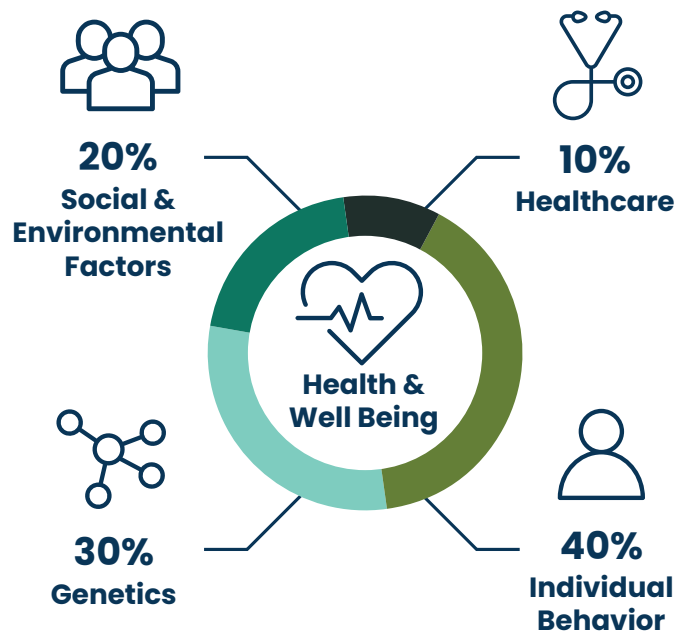 20%
Social &
Environmental
Factors
10%
Healthcare
Health &
Well Being
30%
Genetics
40%
Individual
Behavior